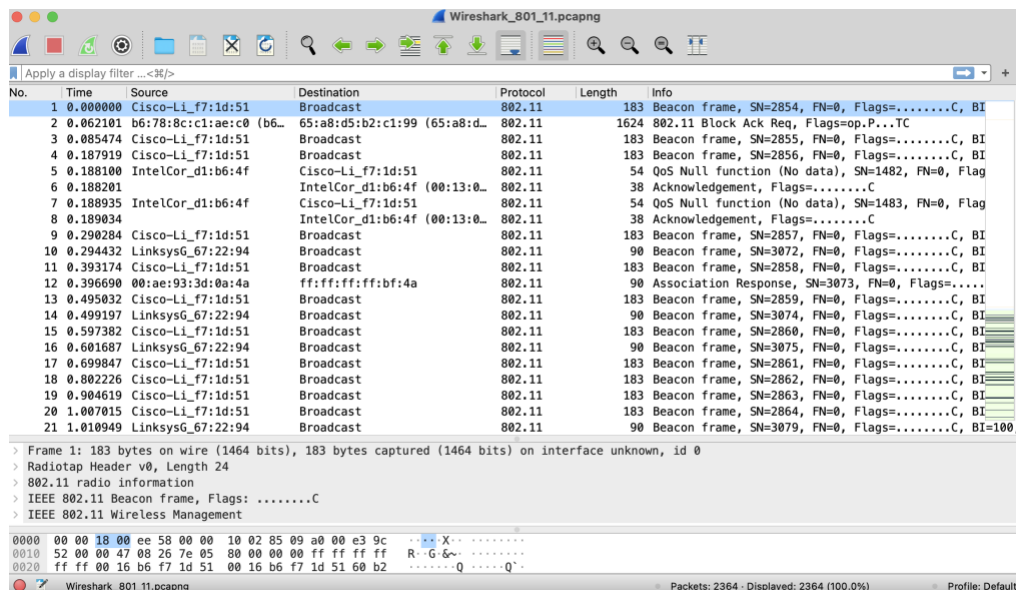 Wireshark_801_11.pcapng
Apply a display filter ...<⌘/>
No. Time Source Destination Protocol Length Info
1 0.000000 Cisco-Li_f7:1d:51 Broadcast 802.11 183 Beacon frame, SN=2854, FN=0, Flags=........C, BI
2 0.062101 b6:78:8c:c1:ae:c0 (b6… 65:a8:d5:b2:c1:99 (65:a8:d… 802.11 1624 802.11 Block Ack Req, Flags=op.P...TC
3 0.085474 Cisco-Li_f7:1d:51 Broadcast 802.11 183 Beacon frame, SN=2855, FN=0, Flags=........C, BI
4 0.187919 Cisco-Li_f7:1d:51 Broadcast 802.11 183 Beacon frame, SN=2856, FN=0, Flags=........C, BI
5 0.188100 IntelCor_d1:b6:4f Cisco-Li_f7:1d:51 802.11 54 QoS Null function (No data), SN=1482, FN=0, Flag
6 0.188201 IntelCor_d1:b6:4f (00:13:0… 802.11 38 Acknowledgement, Flags=........C
7 0.188935 IntelCor_d1:b6:4f Cisco-Li_f7:1d:51 802.11 54 QoS Null function (No data), SN=1483, FN=0, Flag
8 0.189034 IntelCor_d1:b6:4f (00:13:0… 802.11 38 Acknowledgement, Flags=........C
9 0.290284 Cisco-Li_f7:1d:51 Broadcast 802.11 183 Beacon frame, SN=2857, FN=0, Flags=........C, BI
10 0.294432 LinksysG_67:22:94 Broadcast 802.11 90 Beacon frame, SN=3072, FN=0, Flags=........C, BI
11 0.393174 Cisco-Li_f7:1d:51 Broadcast 802.11 183 Beacon frame, SN=2858, FN=0, Flags=........C, BI
12 0.396690 00:ae:93:3d:0a:4a ff:ff:ff:ff:bf:4a 802.11 90 Association Response, SN=3073, FN=0, Flags=.....
13 0.495032 Cisco-Li_f7:1d:51 Broadcast 802.11 183 Beacon frame, SN=2859, FN=0, Flags=........C, BI
14 0.499197 LinksysG_67:22:94 Broadcast 802.11 90 Beacon frame, SN=3074, FN=0, Flags=........C, BI
15 0.597382 Cisco-Li_f7:1d:51 Broadcast 802.11 183 Beacon frame, SN=2860, FN=0, Flags=........C, BI
16 0.601687 LinksysG_67:22:94 Broadcast 802.11 90 Beacon frame, SN=3075, FN=0, Flags=........C, BI
17 0.699847 Cisco-Li_f7:1d:51 Broadcast 802.11 183 Beacon frame, SN=2861, FN=0, Flags=........C, BI
18 0.802226 Cisco-Li_f7:1d:51 Broadcast 802.11 183 Beacon frame, SN=2862, FN=0, Flags=........C, BI
19 0.904619 Cisco-Li_f7:1d:51 Broadcast 802.11 183 Beacon frame, SN=2863, FN=0, Flags=........C, BI
20 1.007015 Cisco-Li_f7:1d:51 Broadcast 802.11 183 Beacon frame, SN=2864, FN=0, Flags=........C, BI
21 1.010949 LinksysG_67:22:94 Broadcast 802.11 90 Beacon frame, SN=3079, FN=0, Flags=........C, BI=100,
> Frame 1: 183 bytes on wire (1464 bits), 183 bytes captured (1464 bits) on interface unknown, id 0
> Radiotap Header v0, Length 24
> 802.11 radio information
> IEEE 802.11 Beacon frame, Flags: ........C
> IEEE 802.11 Wireless Management
0000 00 00 18 00 ee 58 00 00 10 02 85 09 a0 00 e3 9c ·····X·· ········
0010 52 00 00 47 08 26 7e 05 80 00 00 00 ff ff ff ff R··G·&~· ········
0020 ff ff 00 16 b6 f7 1d 51 00 16 b6 f7 1d 51 60 b2 ·······Q ·····Q`·
Wireshark_801_11.pcapng Packets: 2364 · Displayed: 2364 (100.0%) Profile: Default